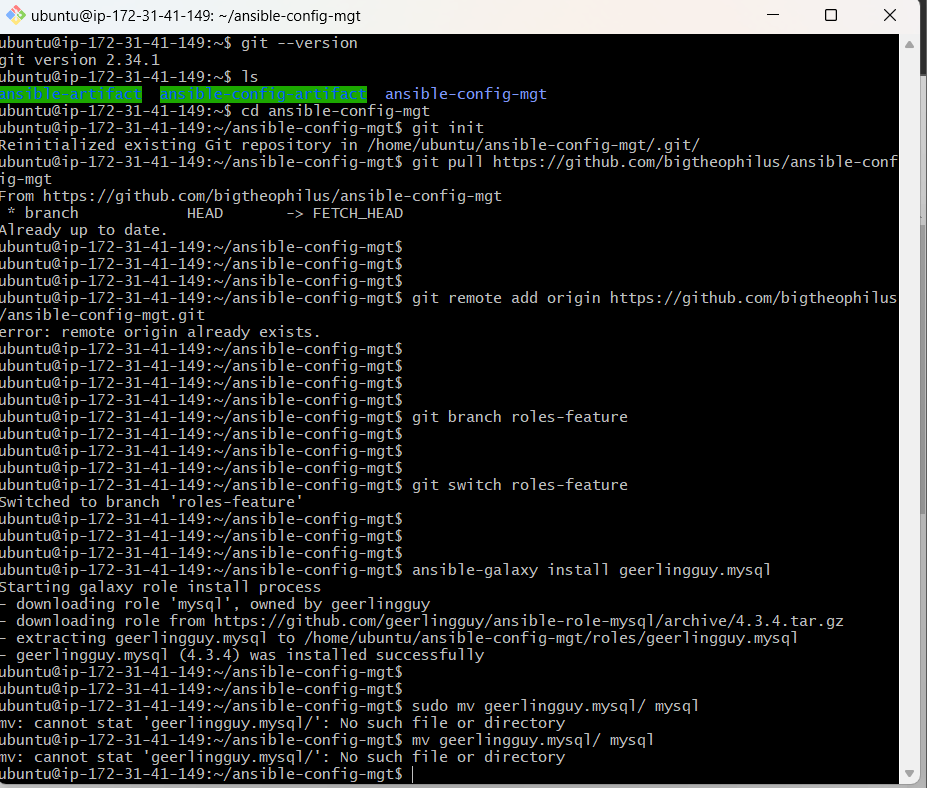 ubuntu@ip-172-31-41-149: ~/ansible-config-mgt
ubuntu@ip-172-31-41-149:~$ git --version
git version 2.34.1
ubuntu@ip-172-31-41-149:~$ ls
ansible-artifact  ansible-config-artifact  ansible-config-mgt
ubuntu@ip-172-31-41-149:~$ cd ansible-config-mgt
ubuntu@ip-172-31-41-149:~/ansible-config-mgt$ git init
Reinitialized existing Git repository in /home/ubuntu/ansible-config-mgt/.git/
ubuntu@ip-172-31-41-149:~/ansible-config-mgt$ git pull https://github.com/bigtheophilus/ansible-conf
ig-mgt
From https://github.com/bigtheophilus/ansible-config-mgt
 * branch            HEAD       -> FETCH_HEAD
Already up to date.
ubuntu@ip-172-31-41-149:~/ansible-config-mgt$
ubuntu@ip-172-31-41-149:~/ansible-config-mgt$
ubuntu@ip-172-31-41-149:~/ansible-config-mgt$
ubuntu@ip-172-31-41-149:~/ansible-config-mgt$ git remote add origin https://github.com/bigtheophilus
/ansible-config-mgt.git
error: remote origin already exists.
ubuntu@ip-172-31-41-149:~/ansible-config-mgt$
ubuntu@ip-172-31-41-149:~/ansible-config-mgt$
ubuntu@ip-172-31-41-149:~/ansible-config-mgt$
ubuntu@ip-172-31-41-149:~/ansible-config-mgt$
ubuntu@ip-172-31-41-149:~/ansible-config-mgt$ git branch roles-feature
ubuntu@ip-172-31-41-149:~/ansible-config-mgt$
ubuntu@ip-172-31-41-149:~/ansible-config-mgt$
ubuntu@ip-172-31-41-149:~/ansible-config-mgt$
ubuntu@ip-172-31-41-149:~/ansible-config-mgt$ git switch roles-feature
Switched to branch 'roles-feature'
ubuntu@ip-172-31-41-149:~/ansible-config-mgt$
ubuntu@ip-172-31-41-149:~/ansible-config-mgt$
ubuntu@ip-172-31-41-149:~/ansible-config-mgt$
ubuntu@ip-172-31-41-149:~/ansible-config-mgt$ ansible-galaxy install geerlingguy.mysql
Starting galaxy role install process
- downloading role 'mysql', owned by geerlingguy
- downloading role from https://github.com/geerlingguy/ansible-role-mysql/archive/4.3.4.tar.gz
- extracting geerlingguy.mysql to /home/ubuntu/ansible-config-mgt/roles/geerlingguy.mysql
- geerlingguy.mysql (4.3.4) was installed successfully
ubuntu@ip-172-31-41-149:~/ansible-config-mgt$
ubuntu@ip-172-31-41-149:~/ansible-config-mgt$
ubuntu@ip-172-31-41-149:~/ansible-config-mgt$ sudo mv geerlingguy.mysql/ mysql
mv: cannot stat 'geerlingguy.mysql/': No such file or directory
ubuntu@ip-172-31-41-149:~/ansible-config-mgt$ mv geerlingguy.mysql/ mysql
mv: cannot stat 'geerlingguy.mysql/': No such file or directory
ubuntu@ip-172-31-41-149:~/ansible-config-mgt$